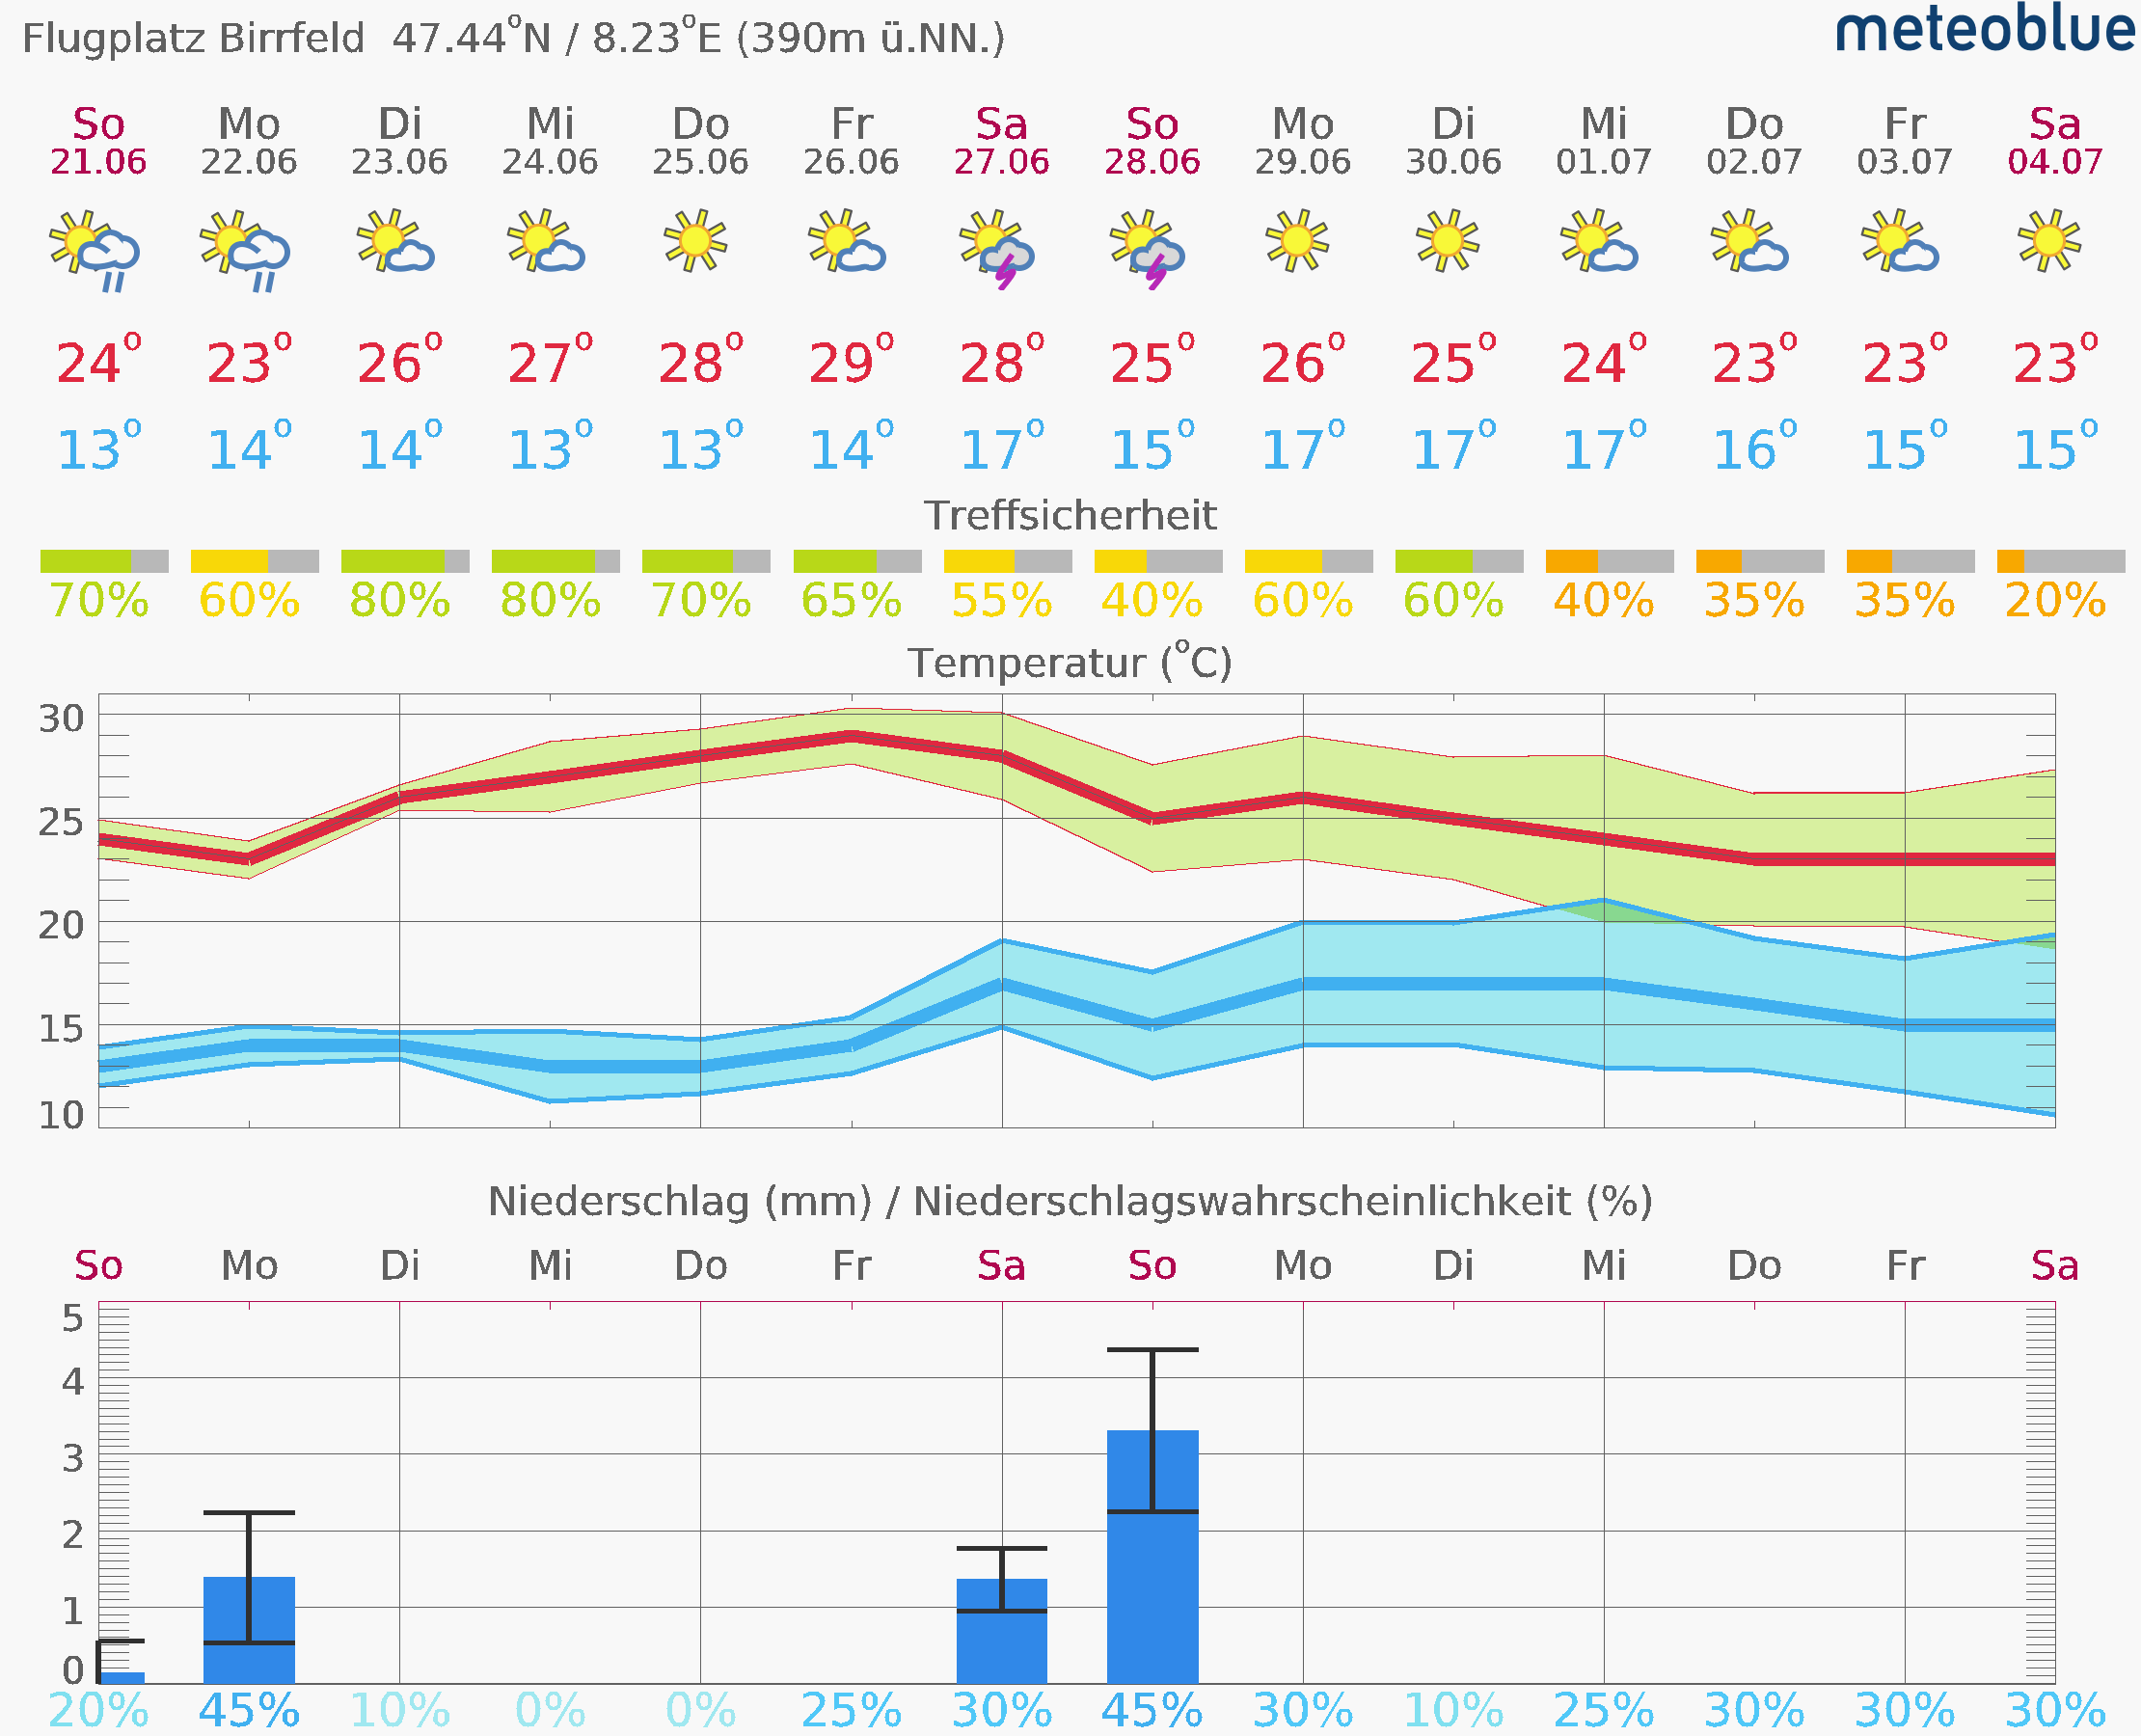 Flugplatz Birrfeld 47.44°N / 8.23°E (390m ü.NN.)
meteoblue
So Mo Di Mi Do Fr Sa So Mo Di Mi Do Fr Sa
21.06 22.06 23.06 24.06 25.06 26.06 27.06 28.06 29.06 30.06 01.07 02.07 03.07 04.07
24° 23° 26° 27° 28° 29° 28° 25° 26° 25° 24° 23° 23° 23°
13° 14° 14° 13° 13° 14° 17° 15° 17° 17° 17° 16° 15° 15°
Treffsicherheit
70% 60% 80% 80% 70% 65% 55% 40% 60% 60% 40% 35% 35% 20%
Temperatur (°C)
30
25
20
15
10
Niederschlag (mm) / Niederschlagswahrscheinlichkeit (%)
So Mo Di Mi Do Fr Sa So Mo Di Mi Do Fr Sa
5
4
3
2
1
0
20% 45% 10% 0% 0% 25% 30% 45% 30% 10% 25% 30% 30% 30%